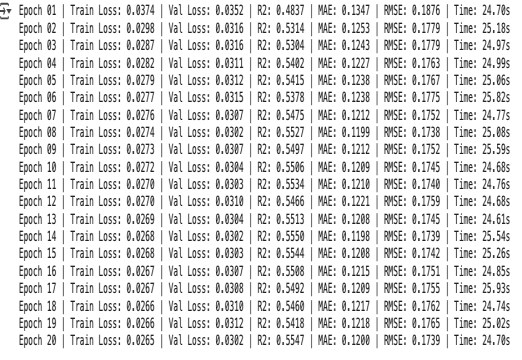 Epoch 01 | Train Loss: 0.0374 | Val Loss: 0.0352 | R2: 0.4837 | MAE: 0.1347 | RMSE: 0.1876 | Time: 24.70s
Epoch 02 | Train Loss: 0.0298 | Val Loss: 0.0316 | R2: 0.5314 | MAE: 0.1253 | RMSE: 0.1779 | Time: 25.18s
Epoch 03 | Train Loss: 0.0287 | Val Loss: 0.0316 | R2: 0.5304 | MAE: 0.1243 | RMSE: 0.1779 | Time: 24.97s
Epoch 04 | Train Loss: 0.0282 | Val Loss: 0.0311 | R2: 0.5402 | MAE: 0.1227 | RMSE: 0.1763 | Time: 24.99s
Epoch 05 | Train Loss: 0.0279 | Val Loss: 0.0312 | R2: 0.5415 | MAE: 0.1238 | RMSE: 0.1767 | Time: 25.06s
Epoch 06 | Train Loss: 0.0277 | Val Loss: 0.0315 | R2: 0.5378 | MAE: 0.1238 | RMSE: 0.1775 | Time: 25.82s
Epoch 07 | Train Loss: 0.0276 | Val Loss: 0.0307 | R2: 0.5475 | MAE: 0.1212 | RMSE: 0.1752 | Time: 24.77s
Epoch 08 | Train Loss: 0.0274 | Val Loss: 0.0302 | R2: 0.5527 | MAE: 0.1199 | RMSE: 0.1738 | Time: 25.08s
Epoch 09 | Train Loss: 0.0273 | Val Loss: 0.0307 | R2: 0.5497 | MAE: 0.1212 | RMSE: 0.1752 | Time: 25.59s
Epoch 10 | Train Loss: 0.0272 | Val Loss: 0.0304 | R2: 0.5506 | MAE: 0.1209 | RMSE: 0.1745 | Time: 24.68s
Epoch 11 | Train Loss: 0.0270 | Val Loss: 0.0303 | R2: 0.5534 | MAE: 0.1210 | RMSE: 0.1740 | Time: 24.76s
Epoch 12 | Train Loss: 0.0270 | Val Loss: 0.0310 | R2: 0.5466 | MAE: 0.1221 | RMSE: 0.1759 | Time: 24.68s
Epoch 13 | Train Loss: 0.0269 | Val Loss: 0.0304 | R2: 0.5513 | MAE: 0.1208 | RMSE: 0.1745 | Time: 24.61s
Epoch 14 | Train Loss: 0.0268 | Val Loss: 0.0302 | R2: 0.5550 | MAE: 0.1198 | RMSE: 0.1739 | Time: 25.54s
Epoch 15 | Train Loss: 0.0268 | Val Loss: 0.0303 | R2: 0.5544 | MAE: 0.1208 | RMSE: 0.1742 | Time: 25.26s
Epoch 16 | Train Loss: 0.0267 | Val Loss: 0.0307 | R2: 0.5508 | MAE: 0.1215 | RMSE: 0.1751 | Time: 24.85s
Epoch 17 | Train Loss: 0.0267 | Val Loss: 0.0308 | R2: 0.5492 | MAE: 0.1209 | RMSE: 0.1755 | Time: 25.93s
Epoch 18 | Train Loss: 0.0266 | Val Loss: 0.0310 | R2: 0.5460 | MAE: 0.1217 | RMSE: 0.1762 | Time: 24.74s
Epoch 19 | Train Loss: 0.0266 | Val Loss: 0.0312 | R2: 0.5418 | MAE: 0.1218 | RMSE: 0.1765 | Time: 25.02s
Epoch 20 | Train Loss: 0.0265 | Val Loss: 0.0302 | R2: 0.5547 | MAE: 0.1200 | RMSE: 0.1739 | Time: 24.70s